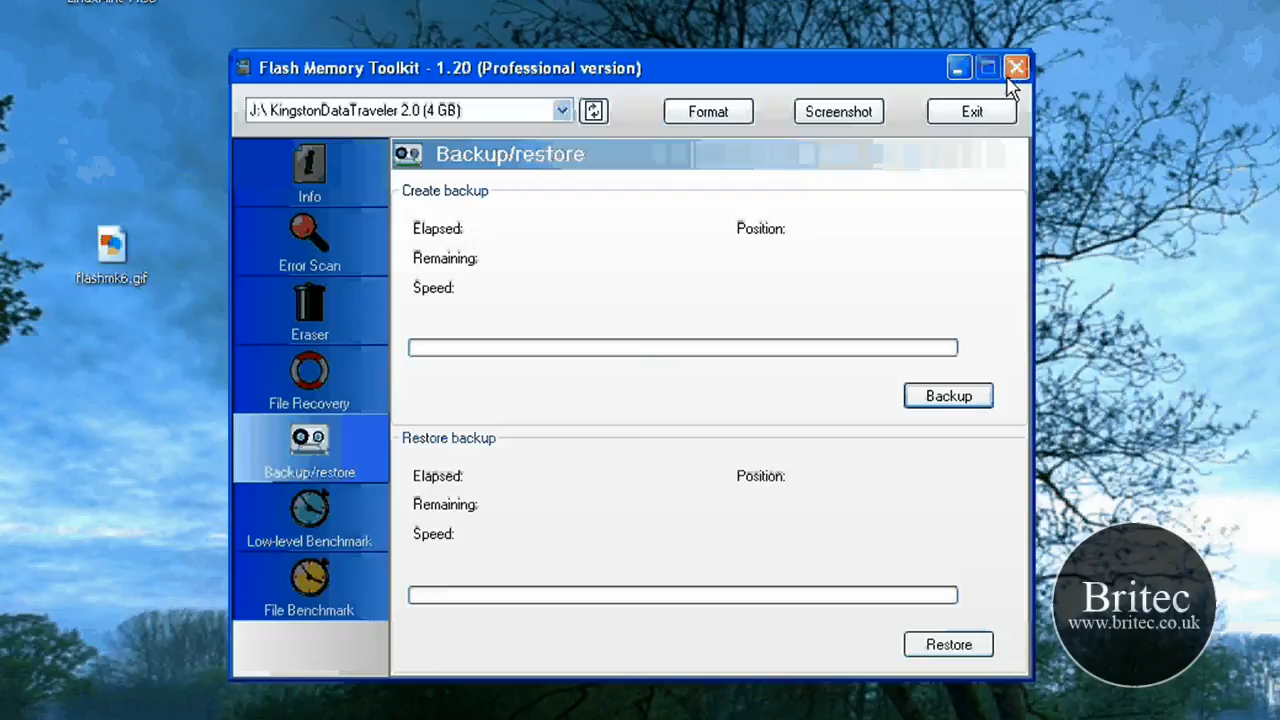 Flash Memory Toolkit - 1.20 (Professional version)
J:\ KingstonDataTraveler 2.0 (4 GB)
Format
Screenshot
Exit
Info
Error Scan
Eraser
File Recovery
Backup/restore
Low-level Benchmark
File Benchmark
Backup/restore
Create backup
Elapsed:
Position:
Remaining:
Speed:
Backup
Restore backup
Elapsed:
Position:
Remaining:
Speed:
Restore
flashmk6.gif
Britec
www.britec.co.uk